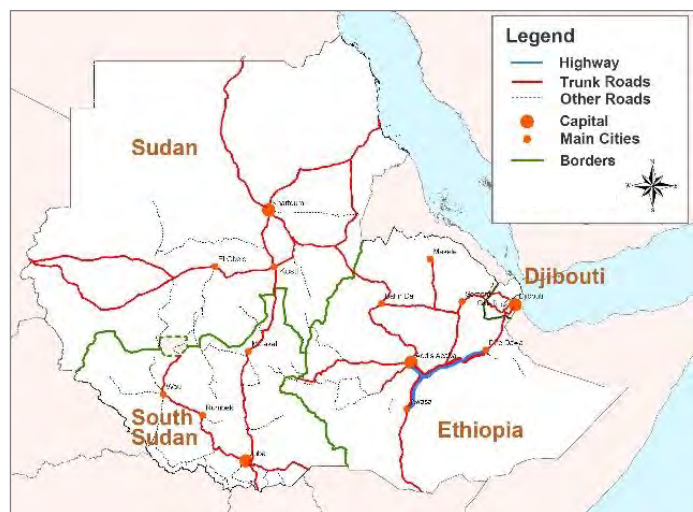 Legend
Highway
Trunk Roads
Other Roads
Capital
Main Cities
Borders
Sudan
Khartoum
El Obeid
Kosti
Mekele
Djibouti
Bahir Dar
Semera
Djibouti
Dire Dawa
Addis Ababa
Malakal
Wau
Rumbek
Awasa
South
Sudan
Ethiopia
Juba
N